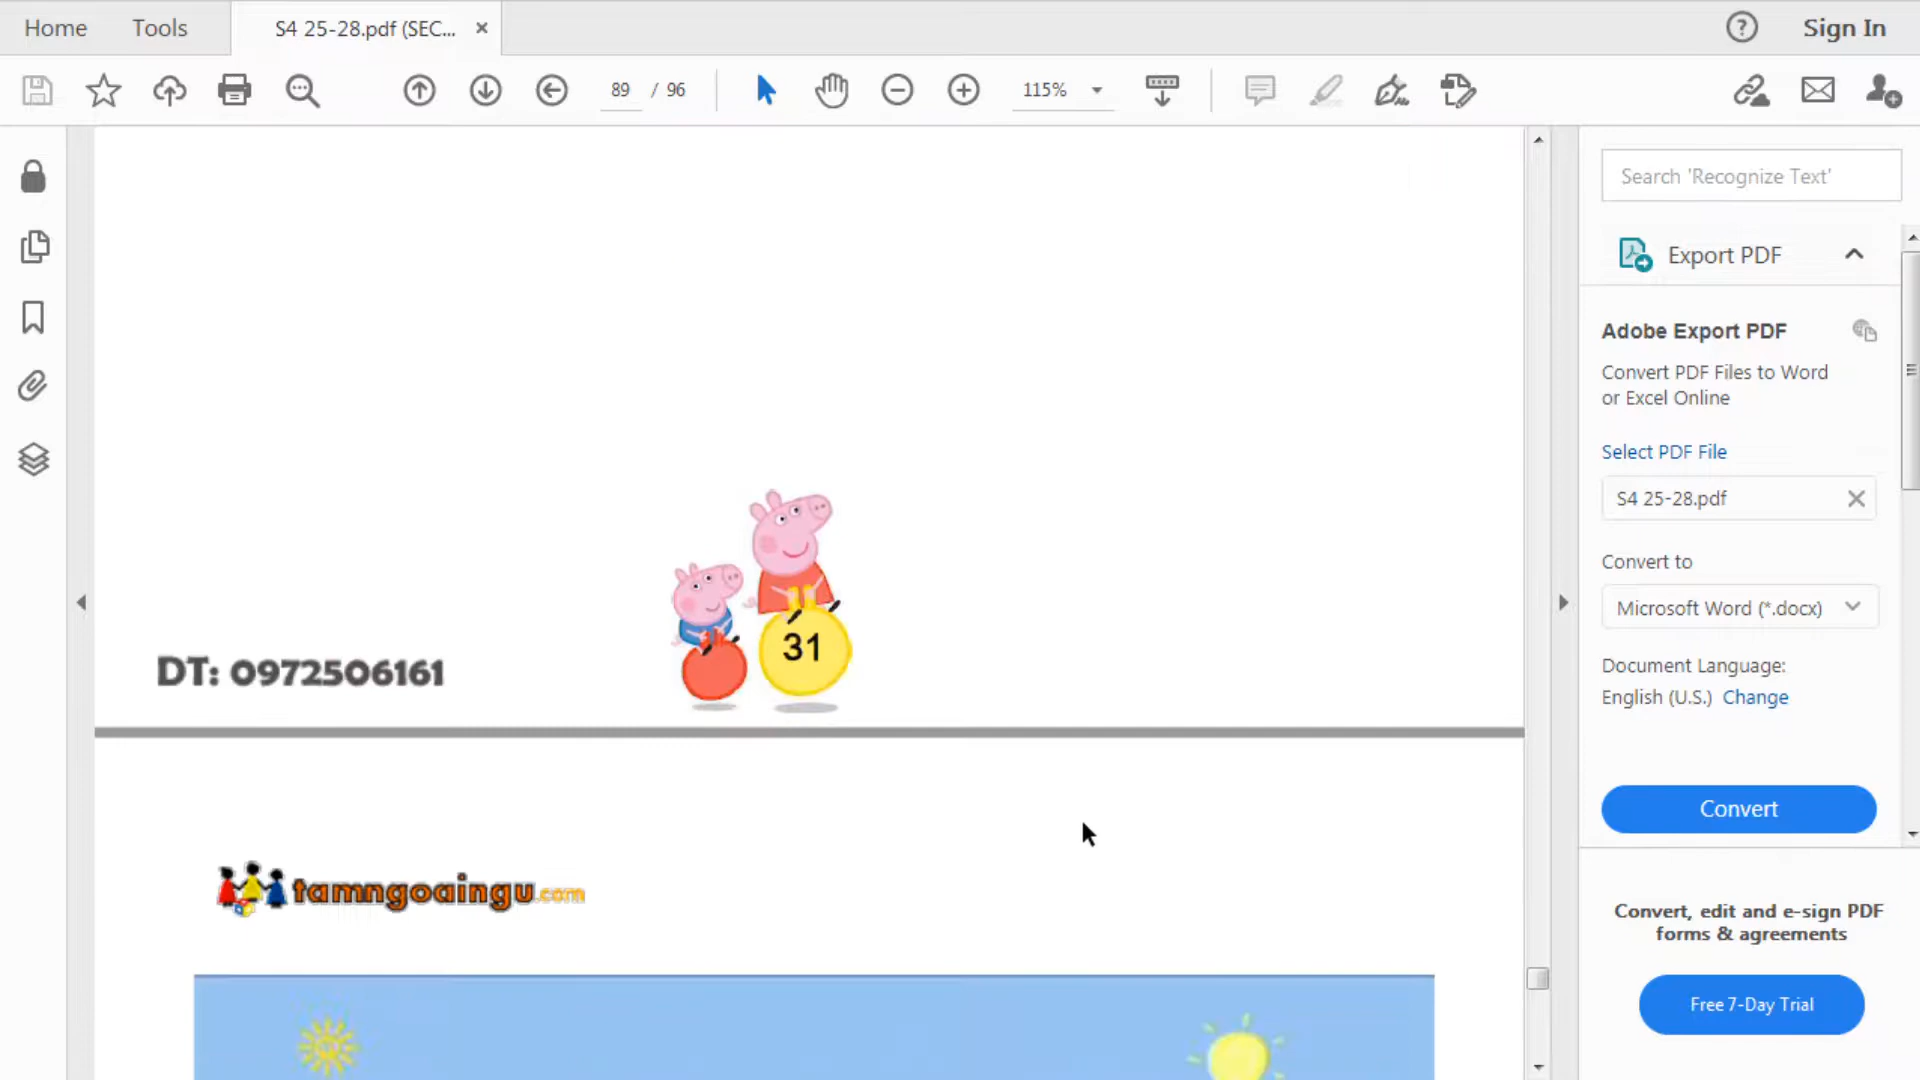 Home
Tools
S4 25-28.pdf (SEC...
Sign In
89 / 96
115%
Search 'Recognize Text'
Export PDF
Adobe Export PDF
Convert PDF Files to Word
or Excel Online
Select PDF File
S4 25-28.pdf
Convert to
Microsoft Word (*.docx)
Document Language:
English (U.S.) Change
Convert
Convert, edit and e-sign PDF
forms & agreements
Free 7-Day Trial
31
DT: 0972506161
tamngoaingu.com